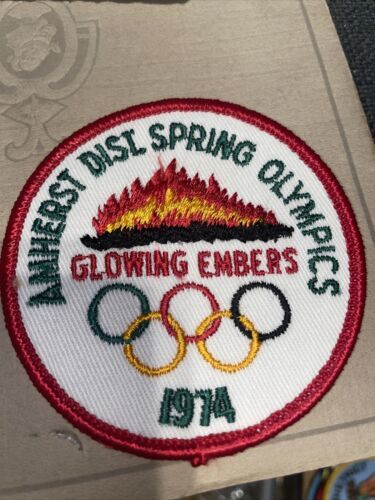 AMHERST DIST. SPRING OLYMPICS
GLOWING EMBERS
1974